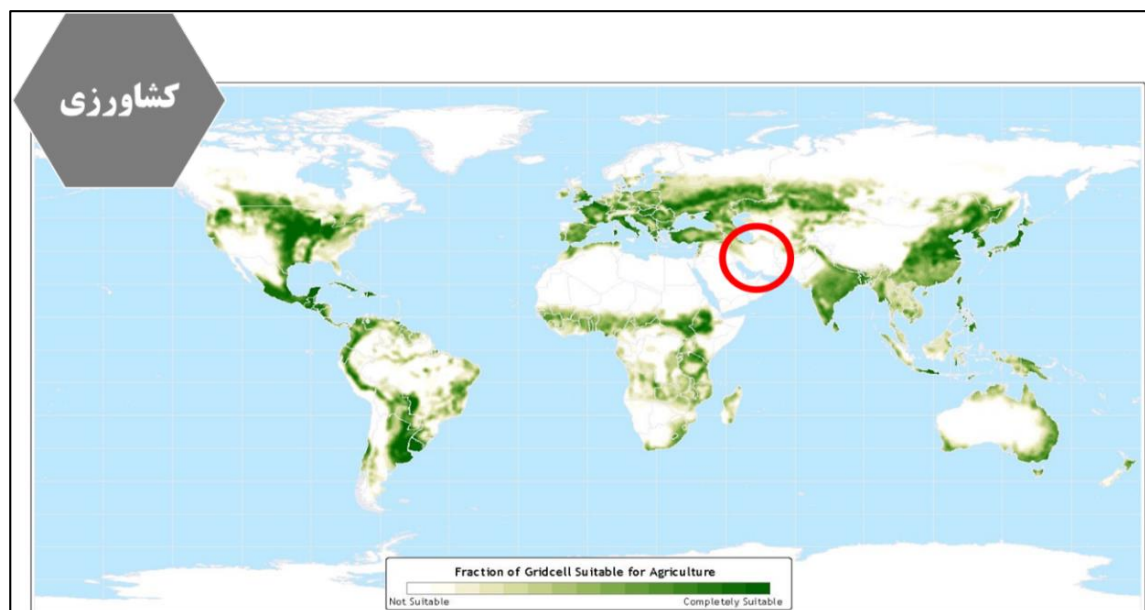 کشاورزی
Fraction of Gridcell Suitable for Agriculture
Not Suitable
Completely Suitable